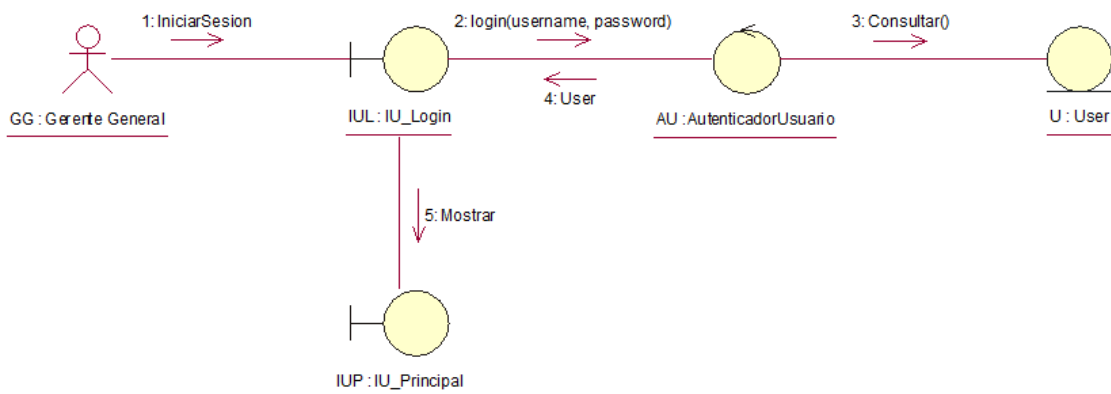 1: IniciarSesion
2: login(username, password)
3: Consultar()
4: User
GG : Gerente General
IUL : IU_Login
AU : AutenticadorUsuario
U : User
5: Mostrar
IUP : IU_Principal